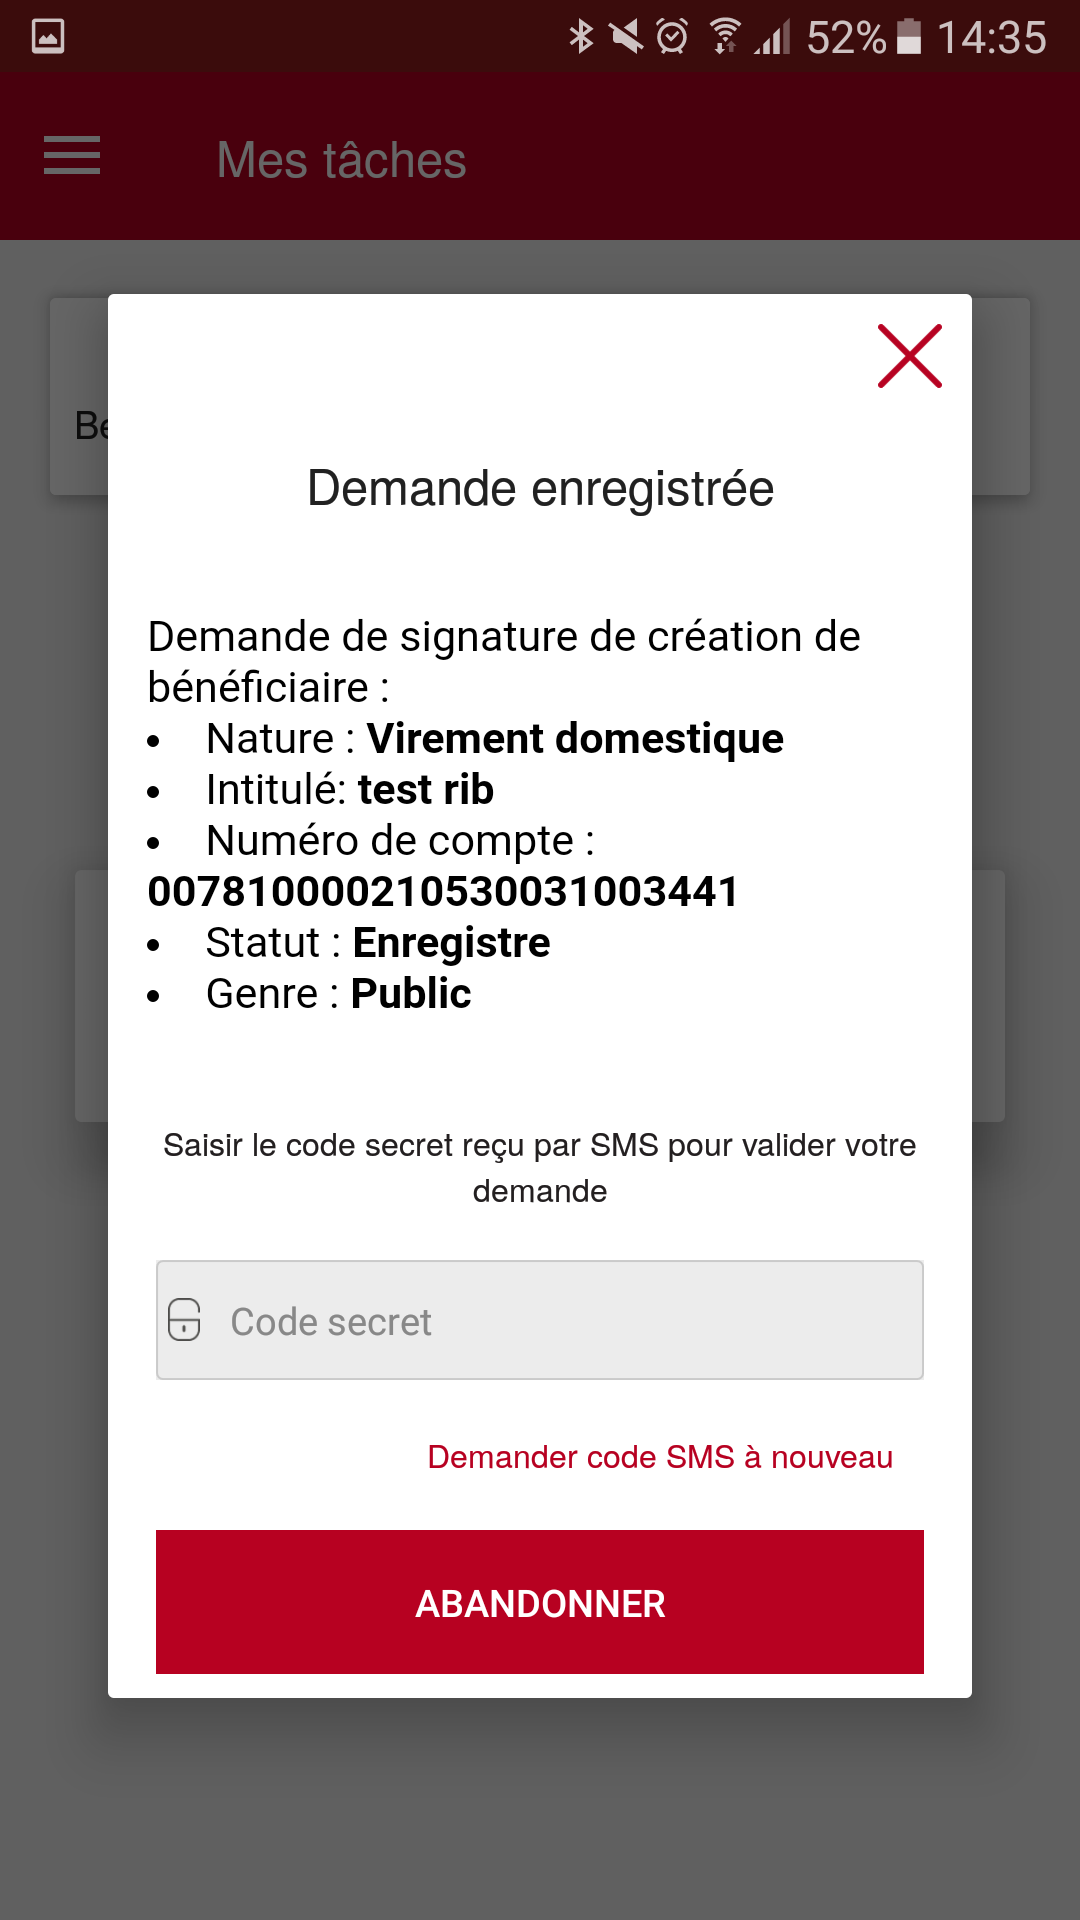 52% 14:35
Mes tâches
Be
Demande enregistrée
Demande de signature de création de
bénéficiaire :
• Nature : Virement domestique
• Intitulé: test rib
• Numéro de compte :
007810000210530031003441
• Statut : Enregistre
• Genre : Public
Saisir le code secret reçu par SMS pour valider votre
demande
Code secret
Demander code SMS à nouveau
ABANDONNER